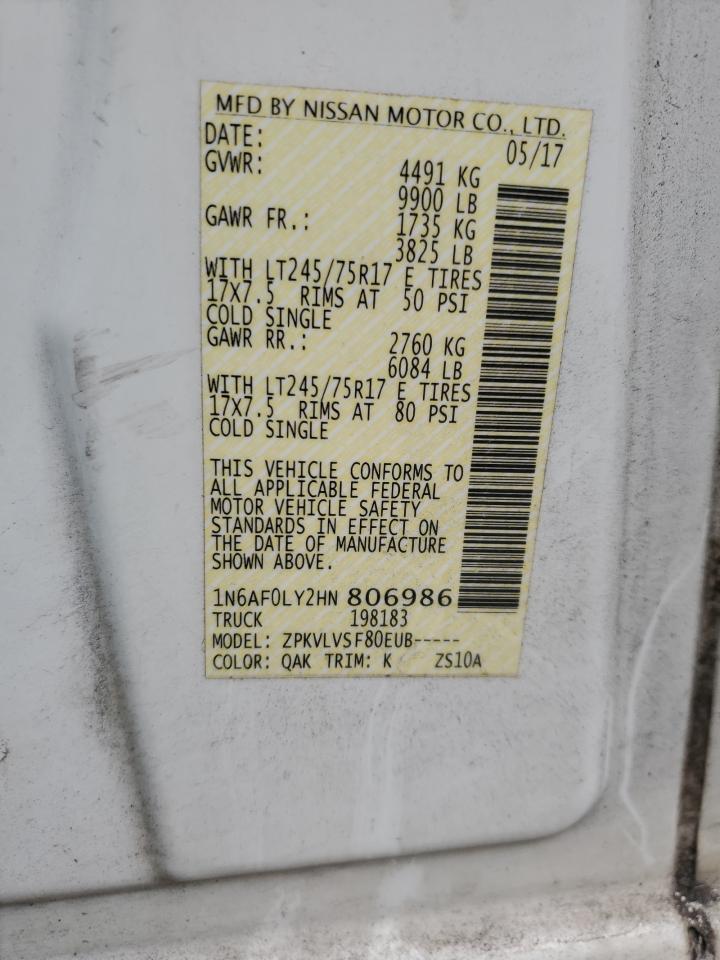 MFD BY NISSAN MOTOR CO., LTD.
DATE: 05/17
GVWR: 4491 KG
9900 LB
GAWR FR.: 1735 KG
3825 LB
WITH LT245/75R17 E TIRES
17X7.5 RIMS AT 50 PSI
COLD SINGLE
GAWR RR.: 2760 KG
6084 LB
WITH LT245/75R17 E TIRES
17X7.5 RIMS AT 80 PSI
COLD SINGLE
THIS VEHICLE CONFORMS TO
ALL APPLICABLE FEDERAL
MOTOR VEHICLE SAFETY
STANDARDS IN EFFECT ON
THE DATE OF MANUFACTURE
SHOWN ABOVE.
1N6AF0LY2HN 806986
TRUCK 198183
MODEL: ZPKVLVSF80EUB-----
COLOR: QAK TRIM: K ZS10A